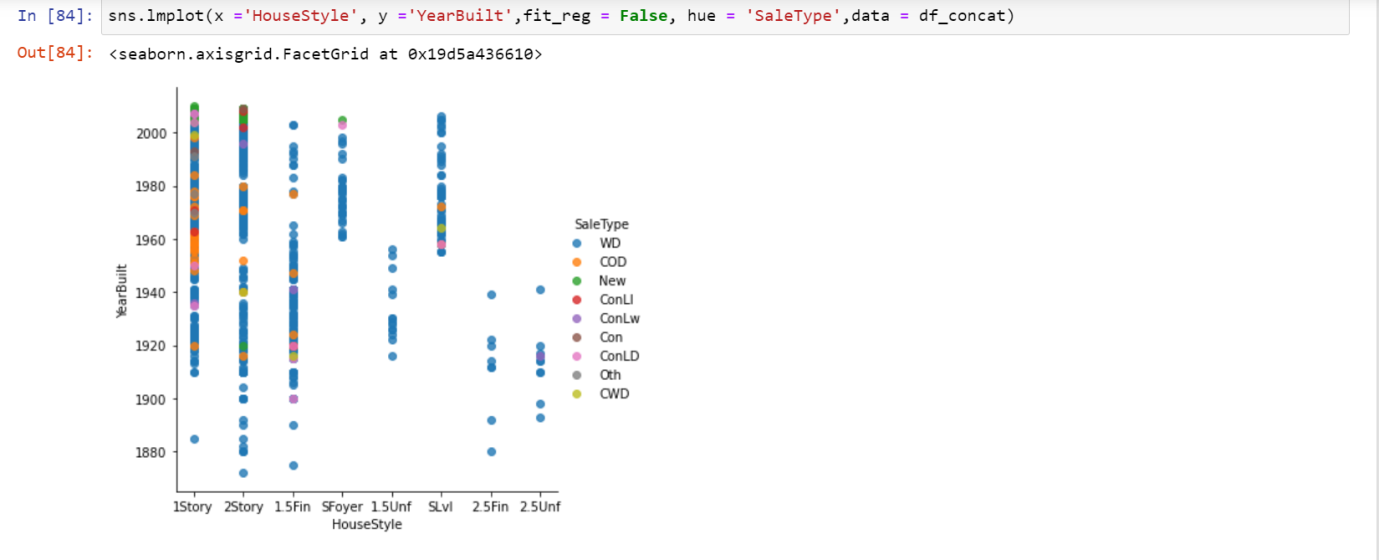 In [84]: sns.lmplot(x ='HouseStyle', y ='YearBuilt',fit_reg = False, hue = 'SaleType',data = df_concat)
Out[84]: <seaborn.axisgrid.FacetGrid at 0x19d5a436610>
2000
1980
1960
1940
1920
1900
1880
YearBuilt
1Story 2Story 1.5Fin SFoyer 1.5Unf SLvl 2.5Fin 2.5Unf
HouseStyle
SaleType
WD
COD
New
ConLI
ConLw
Con
ConLD
Oth
CWD